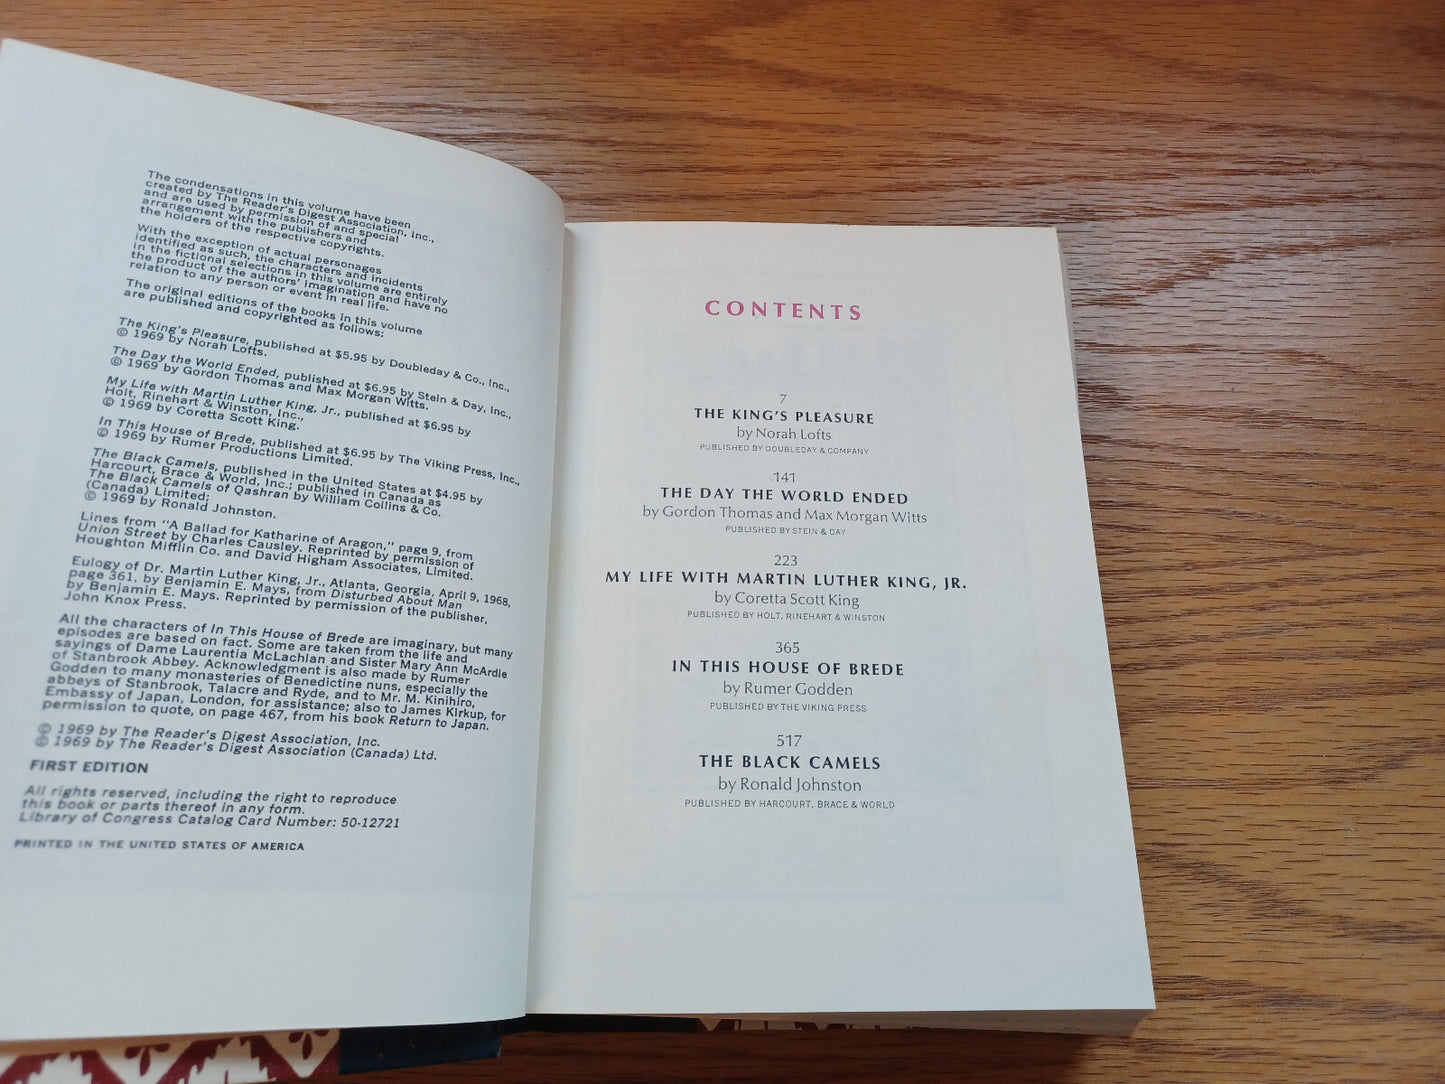 The condensations in this volume have been
created by The Reader's Digest Association, Inc.,
and are used by permission of and special
arrangement with the publishers and
the holders of the respective copyrights.
With the exception of actual personages
identified as such, the characters and incidents
in the fictional selections in this volume are entirely
the product of the authors' imagination and have no
relation to any person or event in real life.
The original editions of the books in this volume
are published and copyrighted as follows:
The King's Pleasure, published at $5.95 by Doubleday & Co., Inc.,
© 1969 by Norah Lofts.
The Day the World Ended, published at $6.95 by Stein & Day, Inc.,
© 1969 by Gordon Thomas and Max Morgan Witts.
My Life with Martin Luther King, Jr., published at $6.95 by
Holt, Rinehart & Winston, Inc.,
© 1969 by Coretta Scott King.
In This House of Brede, published at $6.95 by The Viking Press, Inc.,
© 1969 by Rumer Productions Limited.
The Black Camels, published in the United States at $4.95 by
Harcourt, Brace & World, Inc.; published in Canada as
The Black Camels of Qashran by William Collins & Co.
(Canada) Limited;
© 1969 by Ronald Johnston.
Lines from "A Ballad for Katharine of Aragon," page 9, from
Union Street by Charles Causley. Reprinted by permission of
Houghton Mifflin Co. and David Higham Associates, Limited.
Eulogy of Dr. Martin Luther King, Jr., Atlanta, Georgia, April 9, 1968,
page 361, by Benjamin E. Mays, from Disturbed About Man
by Benjamin E. Mays. Reprinted by permission of the publisher,
John Knox Press.
All the characters of In This House of Brede are imaginary, but many
episodes are based on fact. Some are taken from the life and
sayings of Dame Laurentia McLachlan and Sister Mary Ann McArdle
of Stanbrook Abbey. Acknowledgment is also made by Rumer
Godden to many monasteries of Benedictine nuns, especially the
abbeys of Stanbrook, Talacre and Ryde, and to Mr. M. Kinihiro,
Embassy of Japan, London, for assistance; also to James Kirkup, for
permission to quote, on page 467, from his book Return to Japan.
© 1969 by The Reader's Digest Association, Inc.
© 1969 by The Reader's Digest Association (Canada) Ltd.
FIRST EDITION
All rights reserved, including the right to reproduce
this book or parts thereof in any form.
Library of Congress Catalog Card Number: 50-12721
PRINTED IN THE UNITED STATES OF AMERICA
CONTENTS
7
THE KING'S PLEASURE
by Norah Lofts
PUBLISHED BY DOUBLEDAY & COMPANY
141
THE DAY THE WORLD ENDED
by Gordon Thomas and Max Morgan Witts
PUBLISHED BY STEIN & DAY
223
MY LIFE WITH MARTIN LUTHER KING, JR.
by Coretta Scott King
PUBLISHED BY HOLT, RINEHART & WINSTON
365
IN THIS HOUSE OF BREDE
by Rumer Godden
PUBLISHED BY THE VIKING PRESS
517
THE BLACK CAMELS
by Ronald Johnston
PUBLISHED BY HARCOURT, BRACE & WORLD